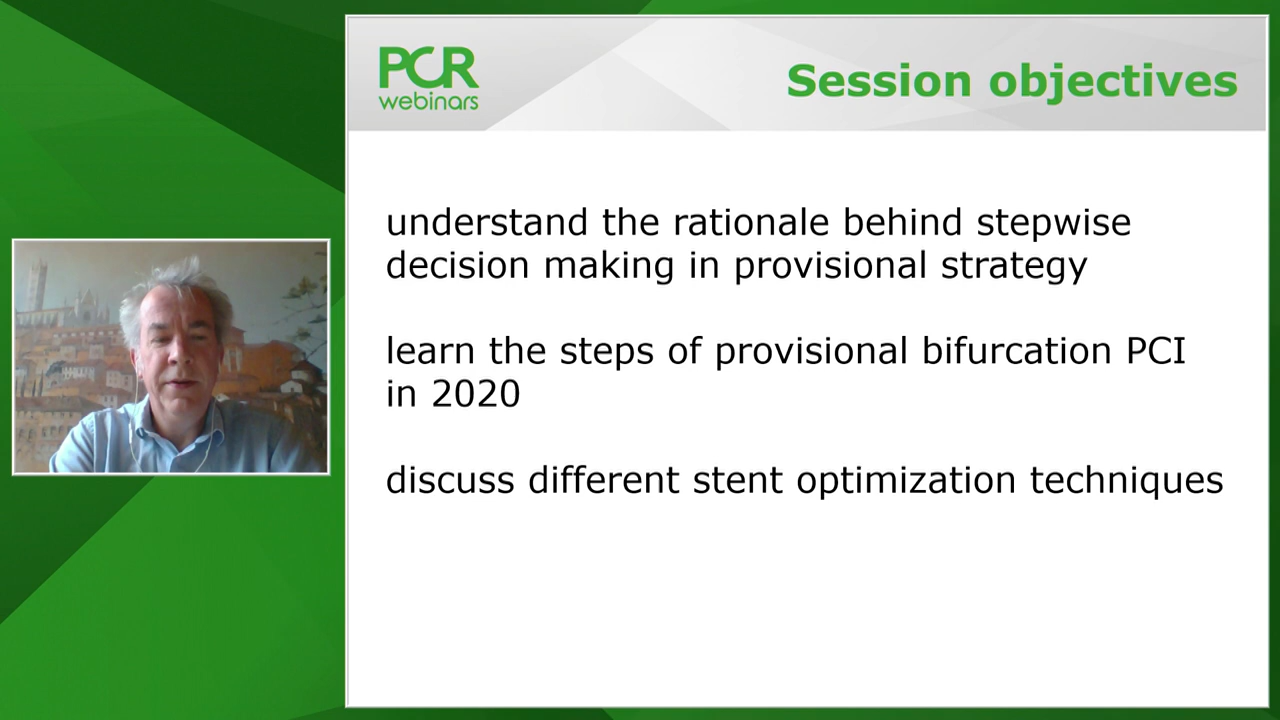 PCR
webinars
Session objectives
understand the rationale behind stepwise
decision making in provisional strategy
learn the steps of provisional bifurcation PCI
in 2020
discuss different stent optimization techniques